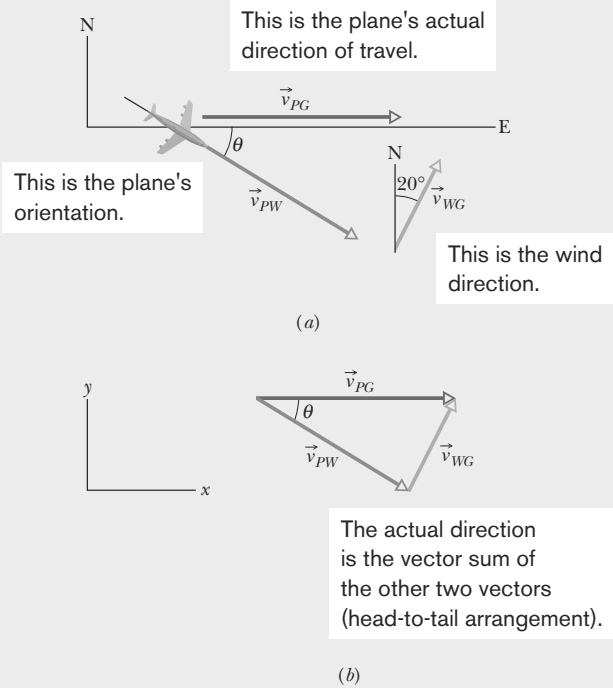 This is the plane's actual
direction of travel.
N
v⃗PG
E
θ
N
20°
v⃗WG
This is the plane's
orientation.
v⃗PW
This is the wind
direction.
(a)
y
x
v⃗PG
θ
v⃗PW
v⃗WG
The actual direction
is the vector sum of
the other two vectors
(head-to-tail arrangement).
(b)